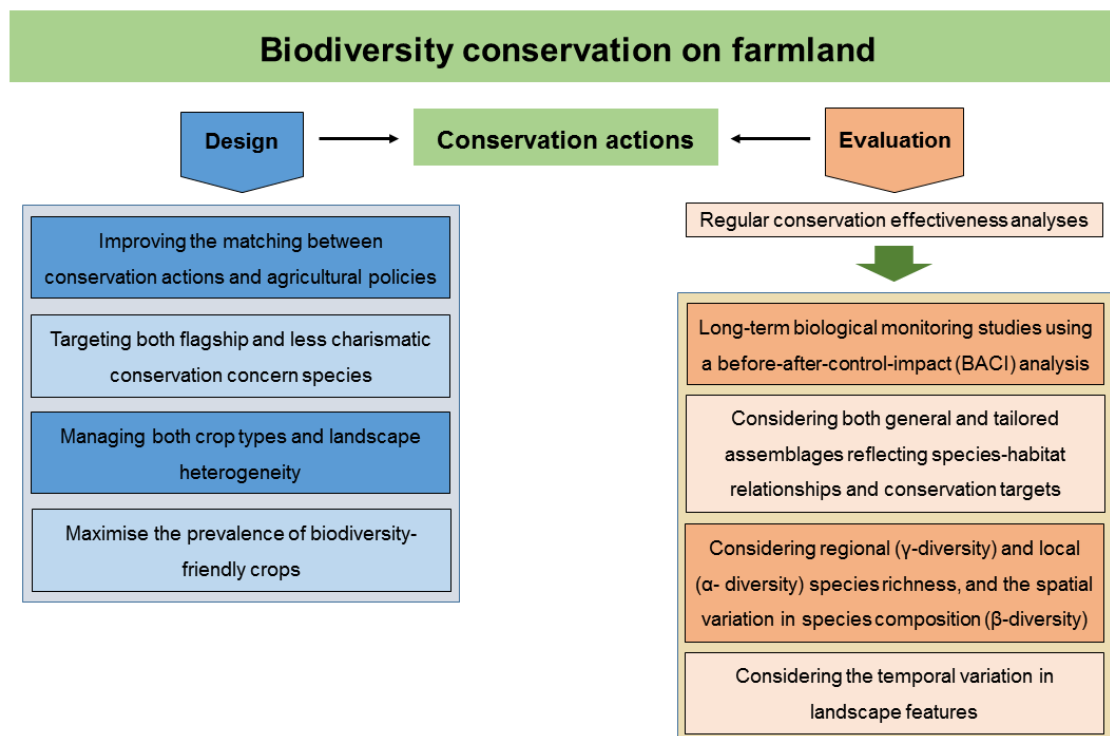 Biodiversity conservation on farmland
Design
Conservation actions
Evaluation
Improving the matching between
conservation actions and agricultural policies
Targeting both flagship and less charismatic
conservation concern species
Managing both crop types and landscape
heterogeneity
Maximise the prevalence of biodiversity-
friendly crops
Regular conservation effectiveness analyses
Long-term biological monitoring studies using
a before-after-control-impact (BACI) analysis
Considering both general and tailored
assemblages reflecting species-habitat
relationships and conservation targets
Considering regional (γ-diversity) and local
(α- diversity) species richness, and the spatial
variation in species composition (β-diversity)
Considering the temporal variation in
landscape features